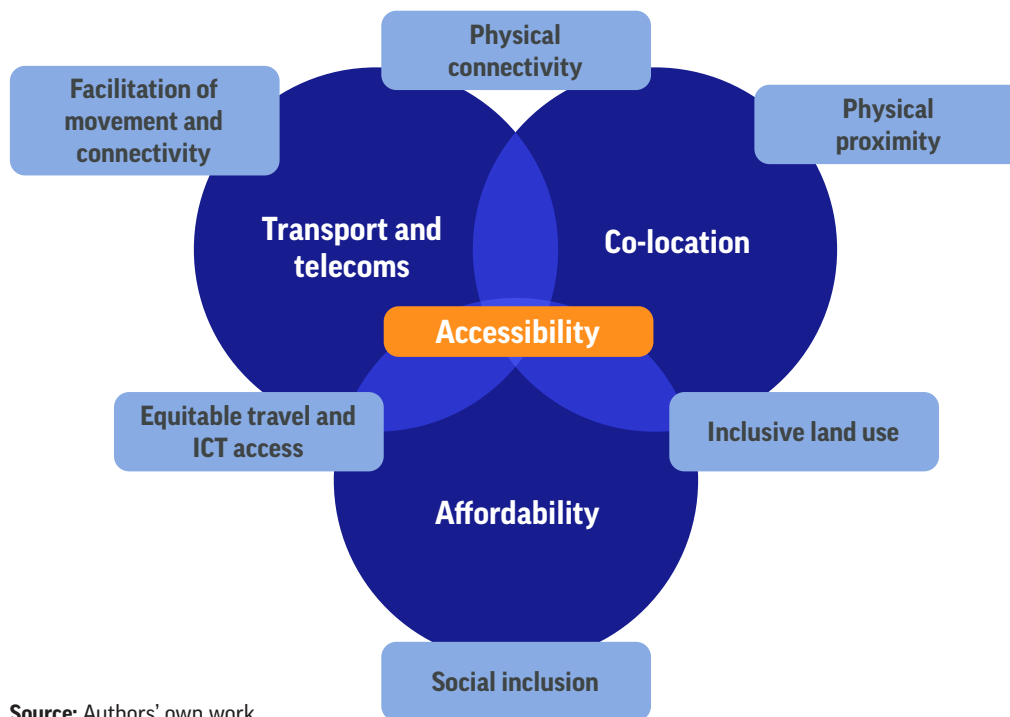 Physical
connectivity
Facilitation of
movement and
connectivity
Physical
proximity
Transport and
telecoms
Co-location
Accessibility
Equitable travel and
ICT access
Inclusive land use
Affordability
Social inclusion
Source: Authors' own work